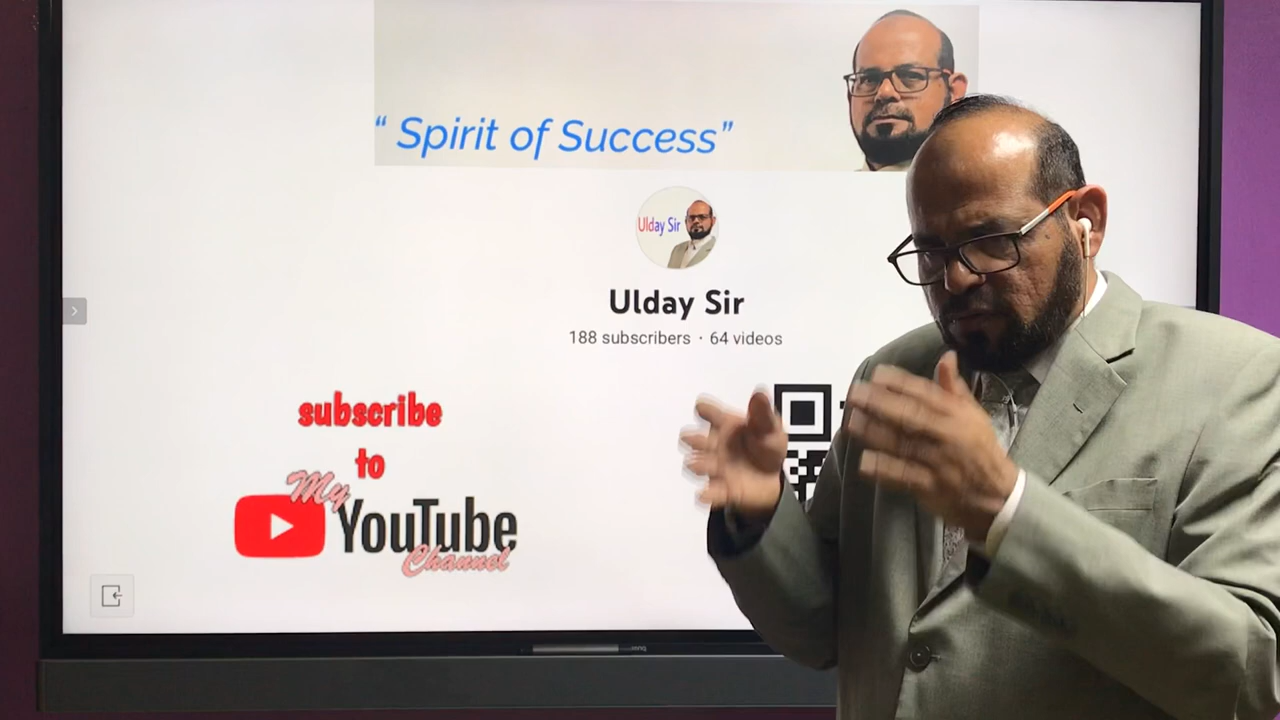 “ Spirit of Success”
Ulday Sir
Ulday Sir
188 subscribers · 64 videos
subscribe
to
My
YouTube
Channel